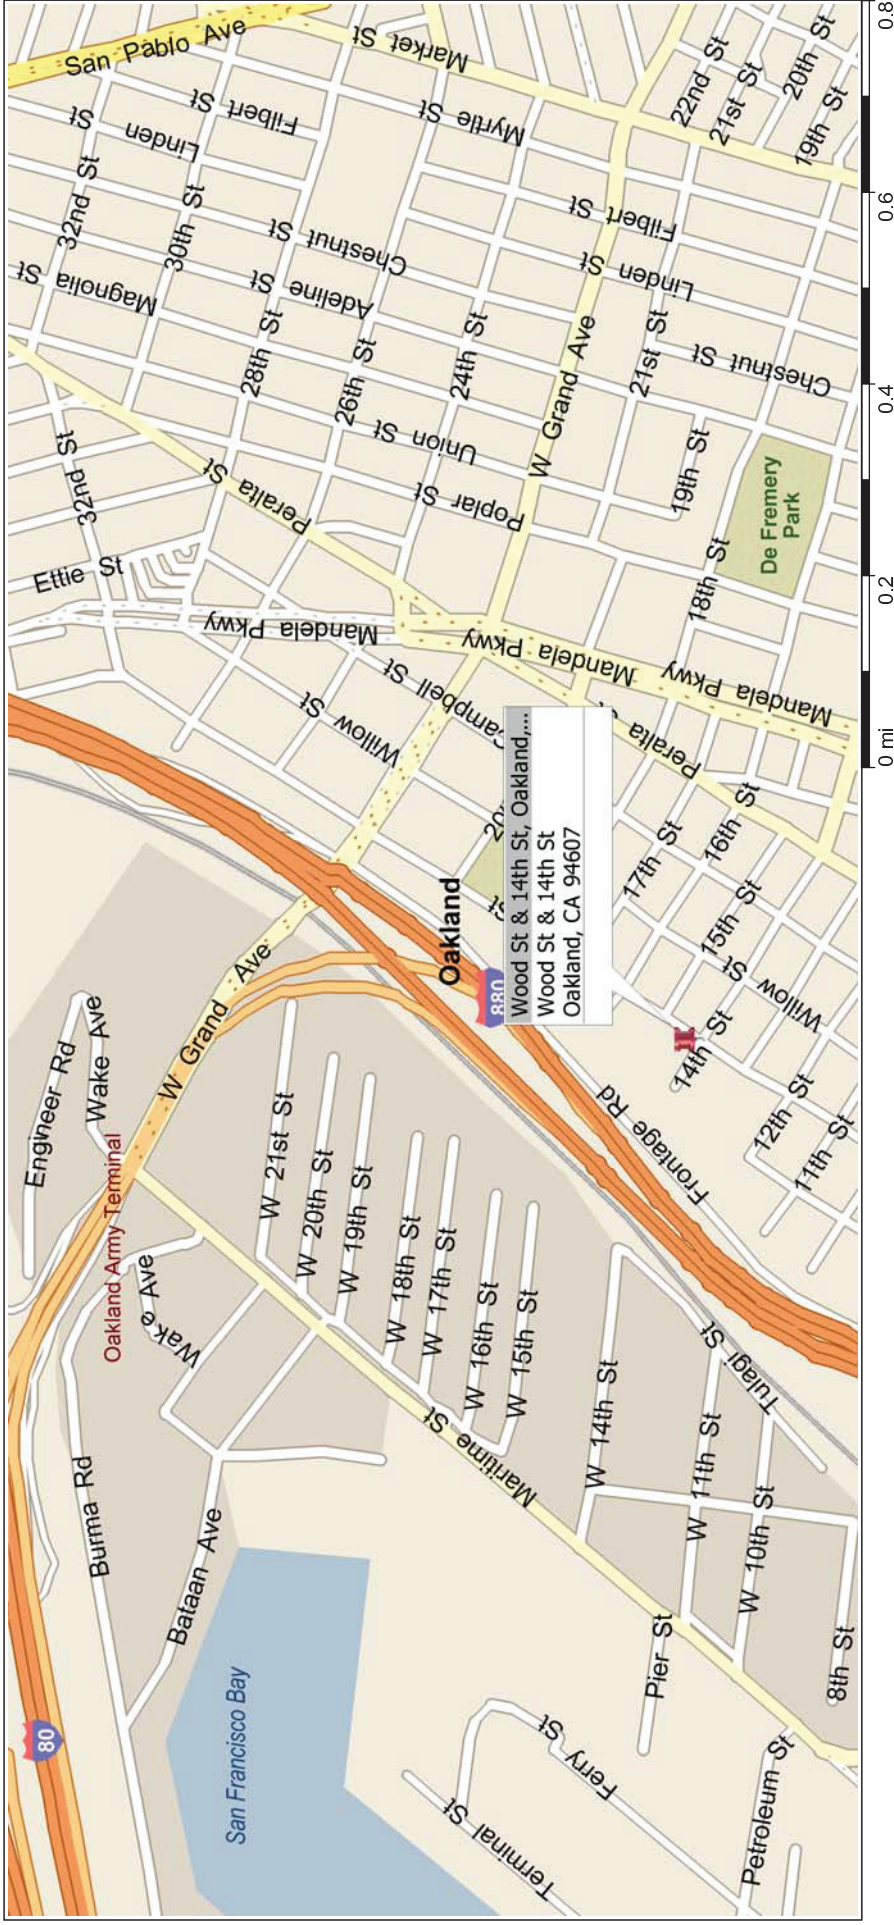 San Pablo Ave
Market St
22nd St
21st St
20th St
19th St
Linden St
Filbert St
Myrtle St
32nd St
30th St
Chestnut St
Filbert St
Linden St
Magnolia St
Adeline St
28th St
26th St
24th St
W Grand Ave
21st St
Chestnut St
32nd St
Union St
19th St
Peralta St
Poplar St
De Fremery
Park
Ettie St
18th St
Mandela Pkwy
Mandela Pkwy
Mandela Pkwy
Campbell St
Willow St
Peralta
16th St
17th St
15th St
Willow St
Oakland
880
Wood St & 14th St, Oakland,...
Wood St & 14th St
Oakland, CA 94607
14th St
12th St
11th St
Frontage Rd
W Grand Ave
Engineer Rd
Wake Ave
Oakland Army Terminal
Wake Ave
W 21st St
W 20th St
W 19th St
W 18th St
W 17th St
W 16th St
W 15th St
W 14th St
W 11th St
W 10th St
Tulagi St
Maritime St
Burma Rd
Bataan Ave
Pier St
8th St
San Francisco Bay
80
Ferry St
Terminal St
Petroleum St
0 mi
0.2
0.4
0.6
0.8